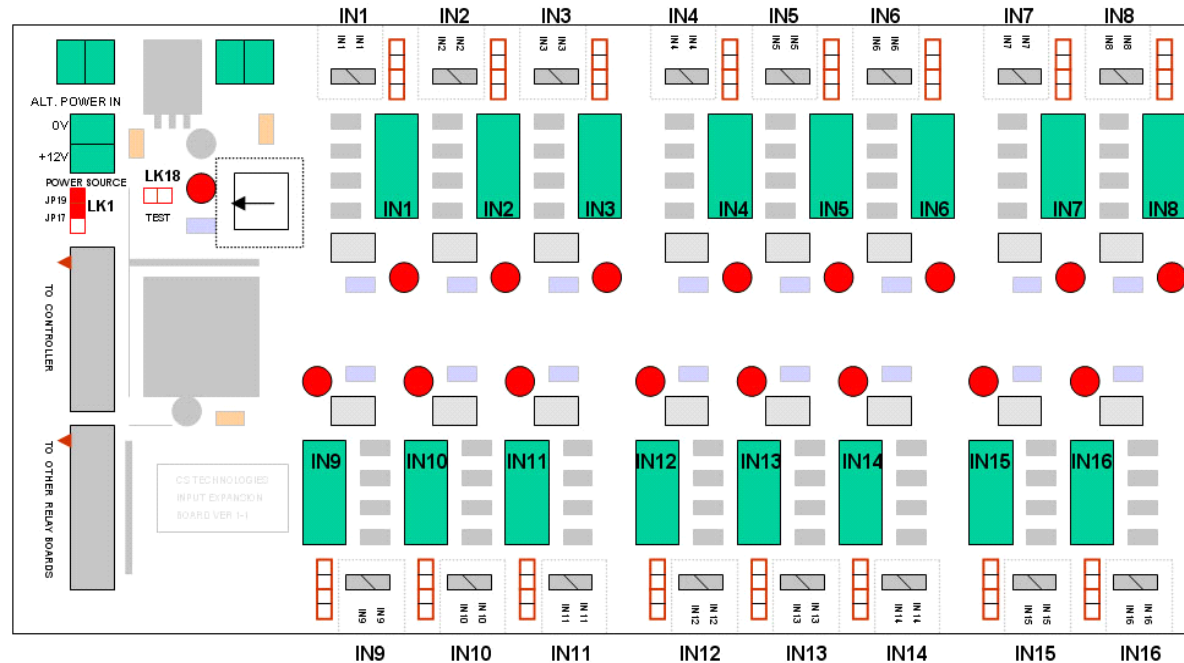 IN1 IN2 IN3 IN4 IN5 IN6 IN7 IN8
IN1 IN1 IN2 IN2 IN3 IN3 IN4 IN4 IN5 IN5 IN6 IN6 IN7 IN7 IN8 IN8
ALT. POWER IN
0V
+12V
POWER SOURCE
JP19
JP17
LK1
LK18
TEST
IN1 IN2 IN3 IN4 IN5 IN6 IN7 IN8
TO CONTROLLER
TO OTHER RELAY BOARDS
CS TECHNOLOGIES
INPUT EXPANSION
BOARD VER 1-1
IN9 IN10 IN11 IN12 IN13 IN14 IN15 IN16
IN9 IN9 IN10 IN10 IN11 IN11 IN12 IN12 IN13 IN13 IN14 IN14 IN15 IN15 IN16 IN16
IN9 IN10 IN11 IN12 IN13 IN14 IN15 IN16